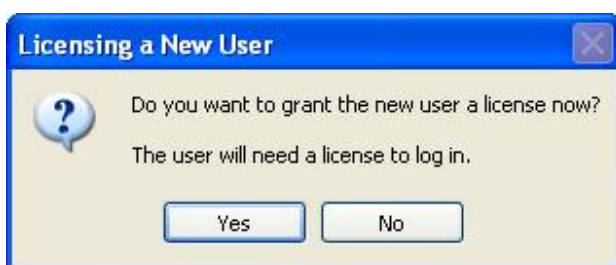 Licensing a New User
Do you want to grant the new user a license now?
The user will need a license to log in.
Yes
No